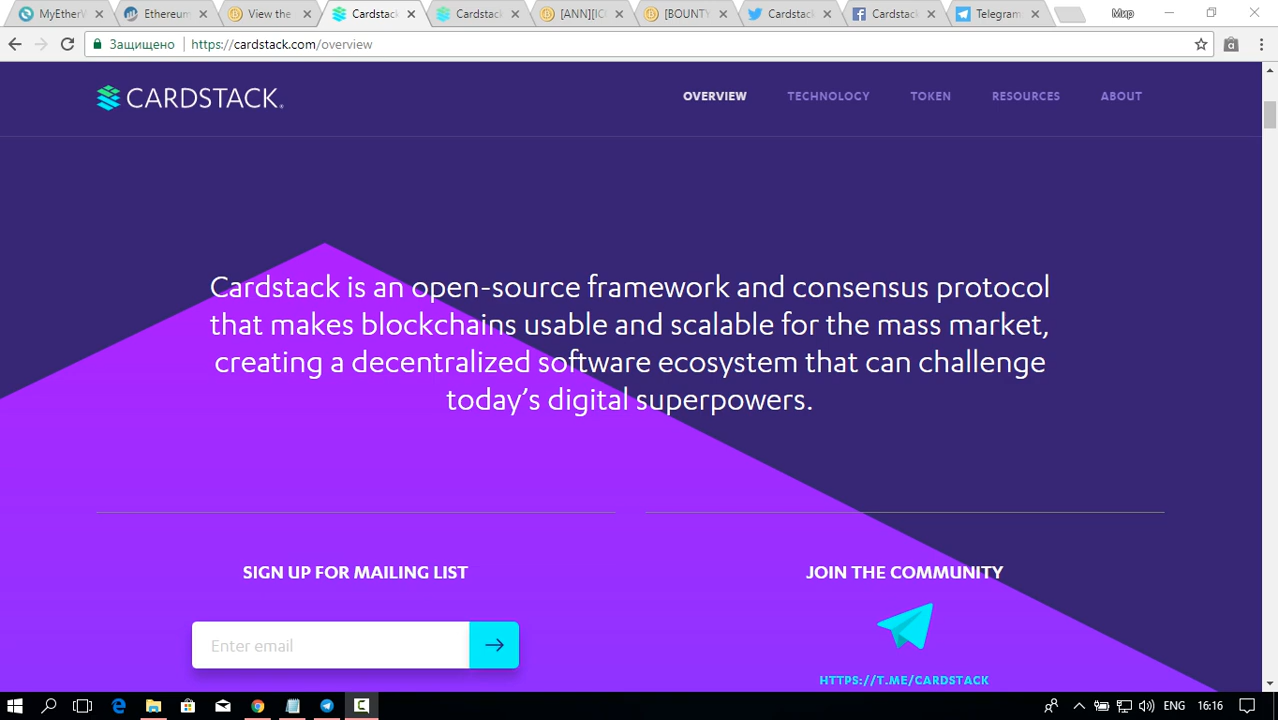 MyEtherW
Ethereum
View the
Cardstack
Cardstack
[ANN][ICO
[BOUNTY
Cardstack
Cardstack
Telegram
Мир
Защищено
https://cardstack.com/overview
CARDSTACK
OVERVIEW
TECHNOLOGY
TOKEN
RESOURCES
ABOUT
Cardstack is an open-source framework and consensus protocol
that makes blockchains usable and scalable for the mass market,
creating a decentralized software ecosystem that can challenge
today’s digital superpowers.
SIGN UP FOR MAILING LIST
JOIN THE COMMUNITY
Enter email
HTTPS://T.ME/CARDSTACK
ENG
16:16